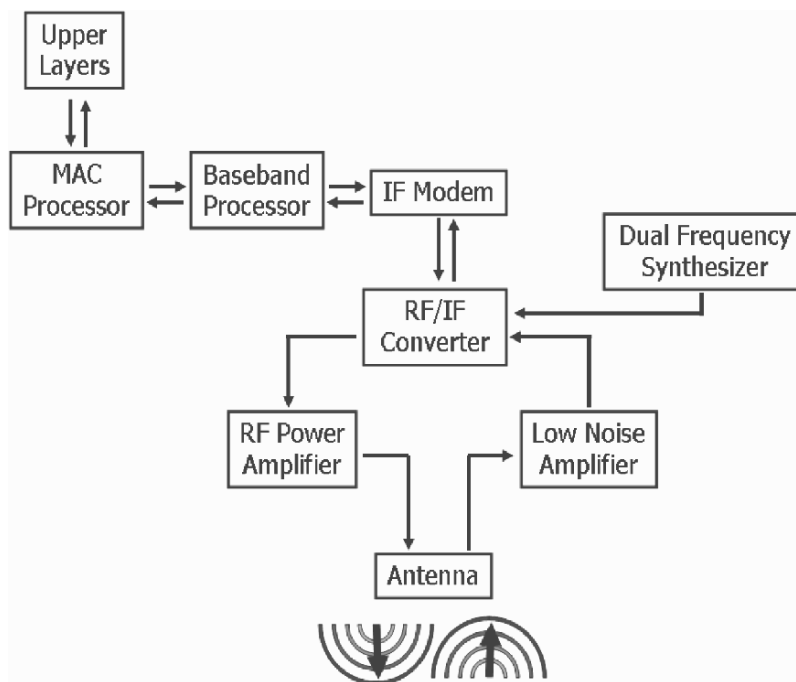 Upper
Layers
MAC
Processor
Baseband
Processor
IF Modem
Dual Frequency
Synthesizer
RF/IF
Converter
RF Power
Amplifier
Low Noise
Amplifier
Antenna